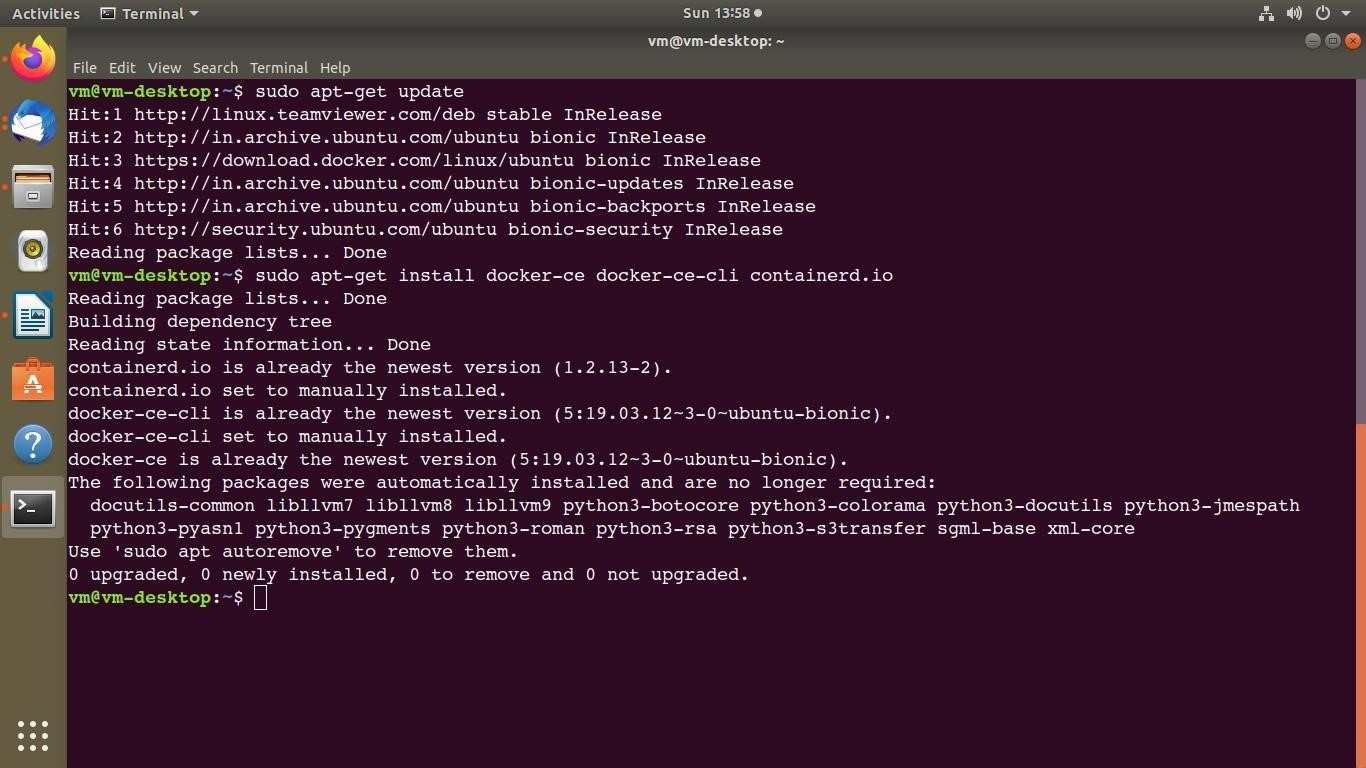 Activities Terminal Sun 13:58
vm@vm-desktop: ~
File Edit View Search Terminal Help
vm@vm-desktop:~$ sudo apt-get update
Hit:1 http://linux.teamviewer.com/deb stable InRelease
Hit:2 http://in.archive.ubuntu.com/ubuntu bionic InRelease
Hit:3 https://download.docker.com/linux/ubuntu bionic InRelease
Hit:4 http://in.archive.ubuntu.com/ubuntu bionic-updates InRelease
Hit:5 http://in.archive.ubuntu.com/ubuntu bionic-backports InRelease
Hit:6 http://security.ubuntu.com/ubuntu bionic-security InRelease
Reading package lists... Done
vm@vm-desktop:~$ sudo apt-get install docker-ce docker-ce-cli containerd.io
Reading package lists... Done
Building dependency tree
Reading state information... Done
containerd.io is already the newest version (1.2.13-2).
containerd.io set to manually installed.
docker-ce-cli is already the newest version (5:19.03.12~3-0~ubuntu-bionic).
docker-ce-cli set to manually installed.
docker-ce is already the newest version (5:19.03.12~3-0~ubuntu-bionic).
The following packages were automatically installed and are no longer required:
  docutils-common libllvm7 libllvm8 libllvm9 python3-botocore python3-colorama python3-docutils python3-jmespath
  python3-pyasn1 python3-pygments python3-roman python3-rsa python3-s3transfer sgml-base xml-core
Use 'sudo apt autoremove' to remove them.
0 upgraded, 0 newly installed, 0 to remove and 0 not upgraded.
vm@vm-desktop:~$